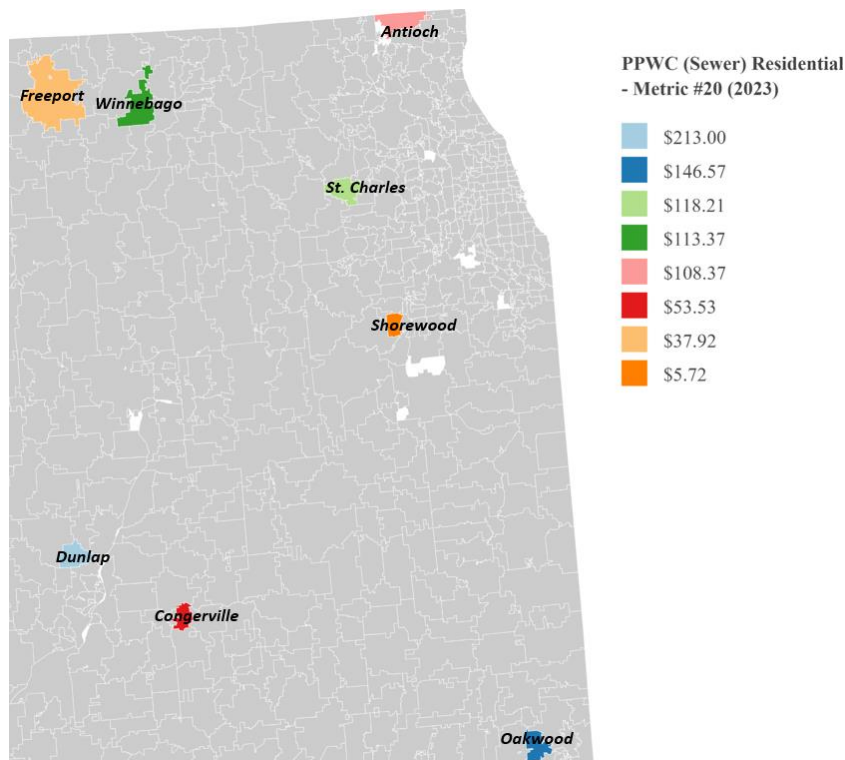 Antioch
Freeport
Winnebago
St. Charles
Shorewood
Dunlap
Congerville
Oakwood
PPWC (Sewer) Residential
- Metric #20 (2023)
$213.00
$146.57
$118.21
$113.37
$108.37
$53.53
$37.92
$5.72